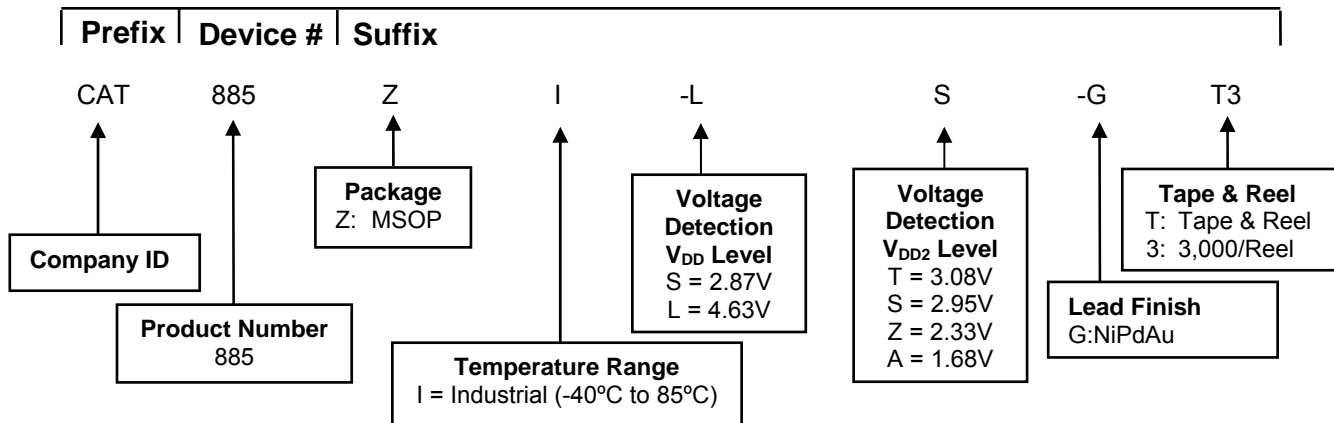 Prefix Device # Suffix
CAT 885 Z I -L S -G T3
Company ID
Product Number
885
Package
Z: MSOP
Temperature Range
I = Industrial (-40ºC to 85ºC)
Voltage
Detection
VDD Level
S = 2.87V
L = 4.63V
Voltage
Detection
VDD2 Level
T = 3.08V
S = 2.95V
Z = 2.33V
A = 1.68V
Lead Finish
G:NiPdAu
Tape & Reel
T: Tape & Reel
3: 3,000/Reel